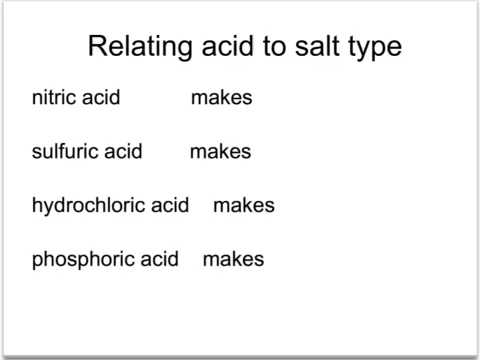 Relating acid to salt type
nitric acid makes
sulfuric acid makes
hydrochloric acid makes
phosphoric acid makes